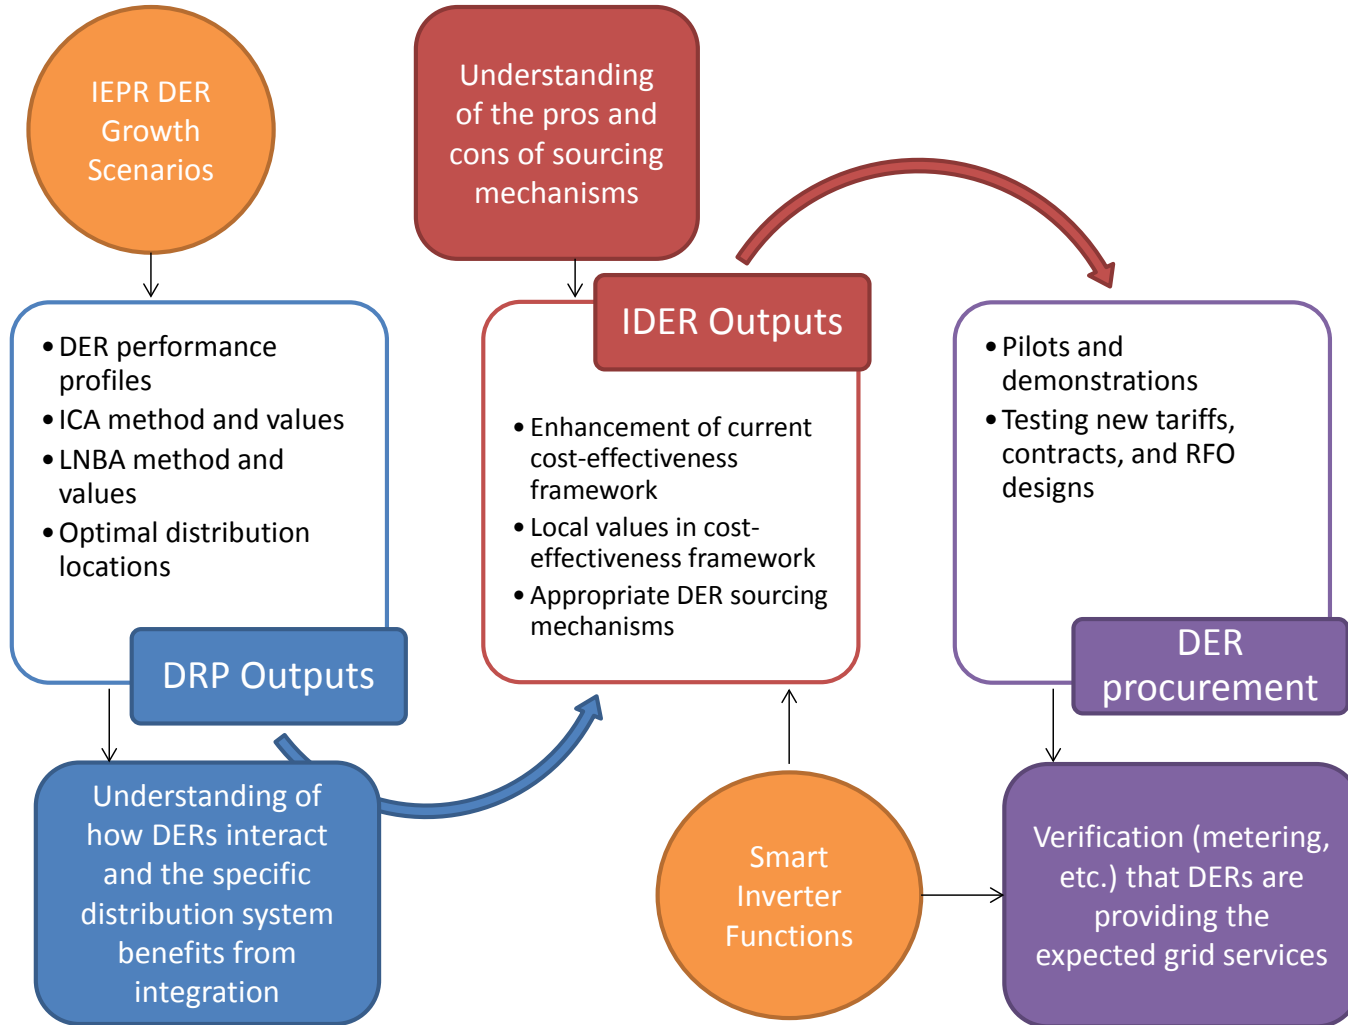 IEPR DER
Growth
Scenarios
• DER performance
profiles
• ICA method and values
• LNBA method and
values
• Optimal distribution
locations
DRP Outputs
Understanding of
how DERs interact
and the specific
distribution system
benefits from
integration
Understanding
of the pros and
cons of sourcing
mechanisms
IDER Outputs
• Enhancement of current
cost-effectiveness
framework
• Local values in cost-
effectiveness framework
• Appropriate DER sourcing
mechanisms
Smart
Inverter
Functions
• Pilots and
demonstrations
• Testing new tariffs,
contracts, and RFO
designs
DER
procurement
Verification (metering,
etc.) that DERs are
providing the
expected grid services